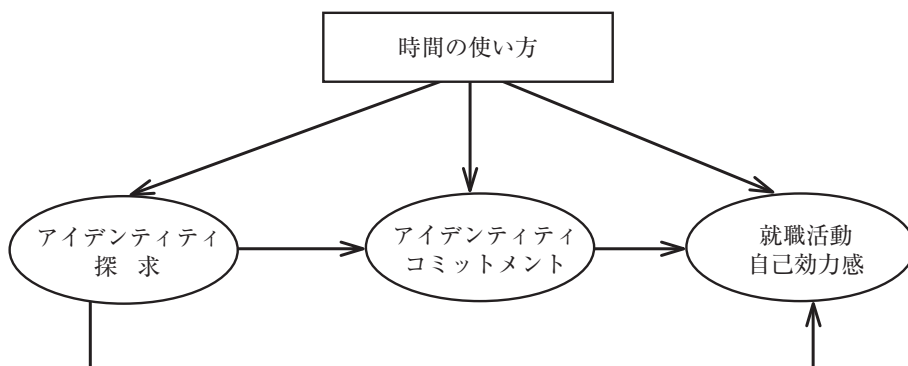 時間の使い方
アイデンティティ
探 求
アイデンティティ
コミットメント
就職活動
自己効力感